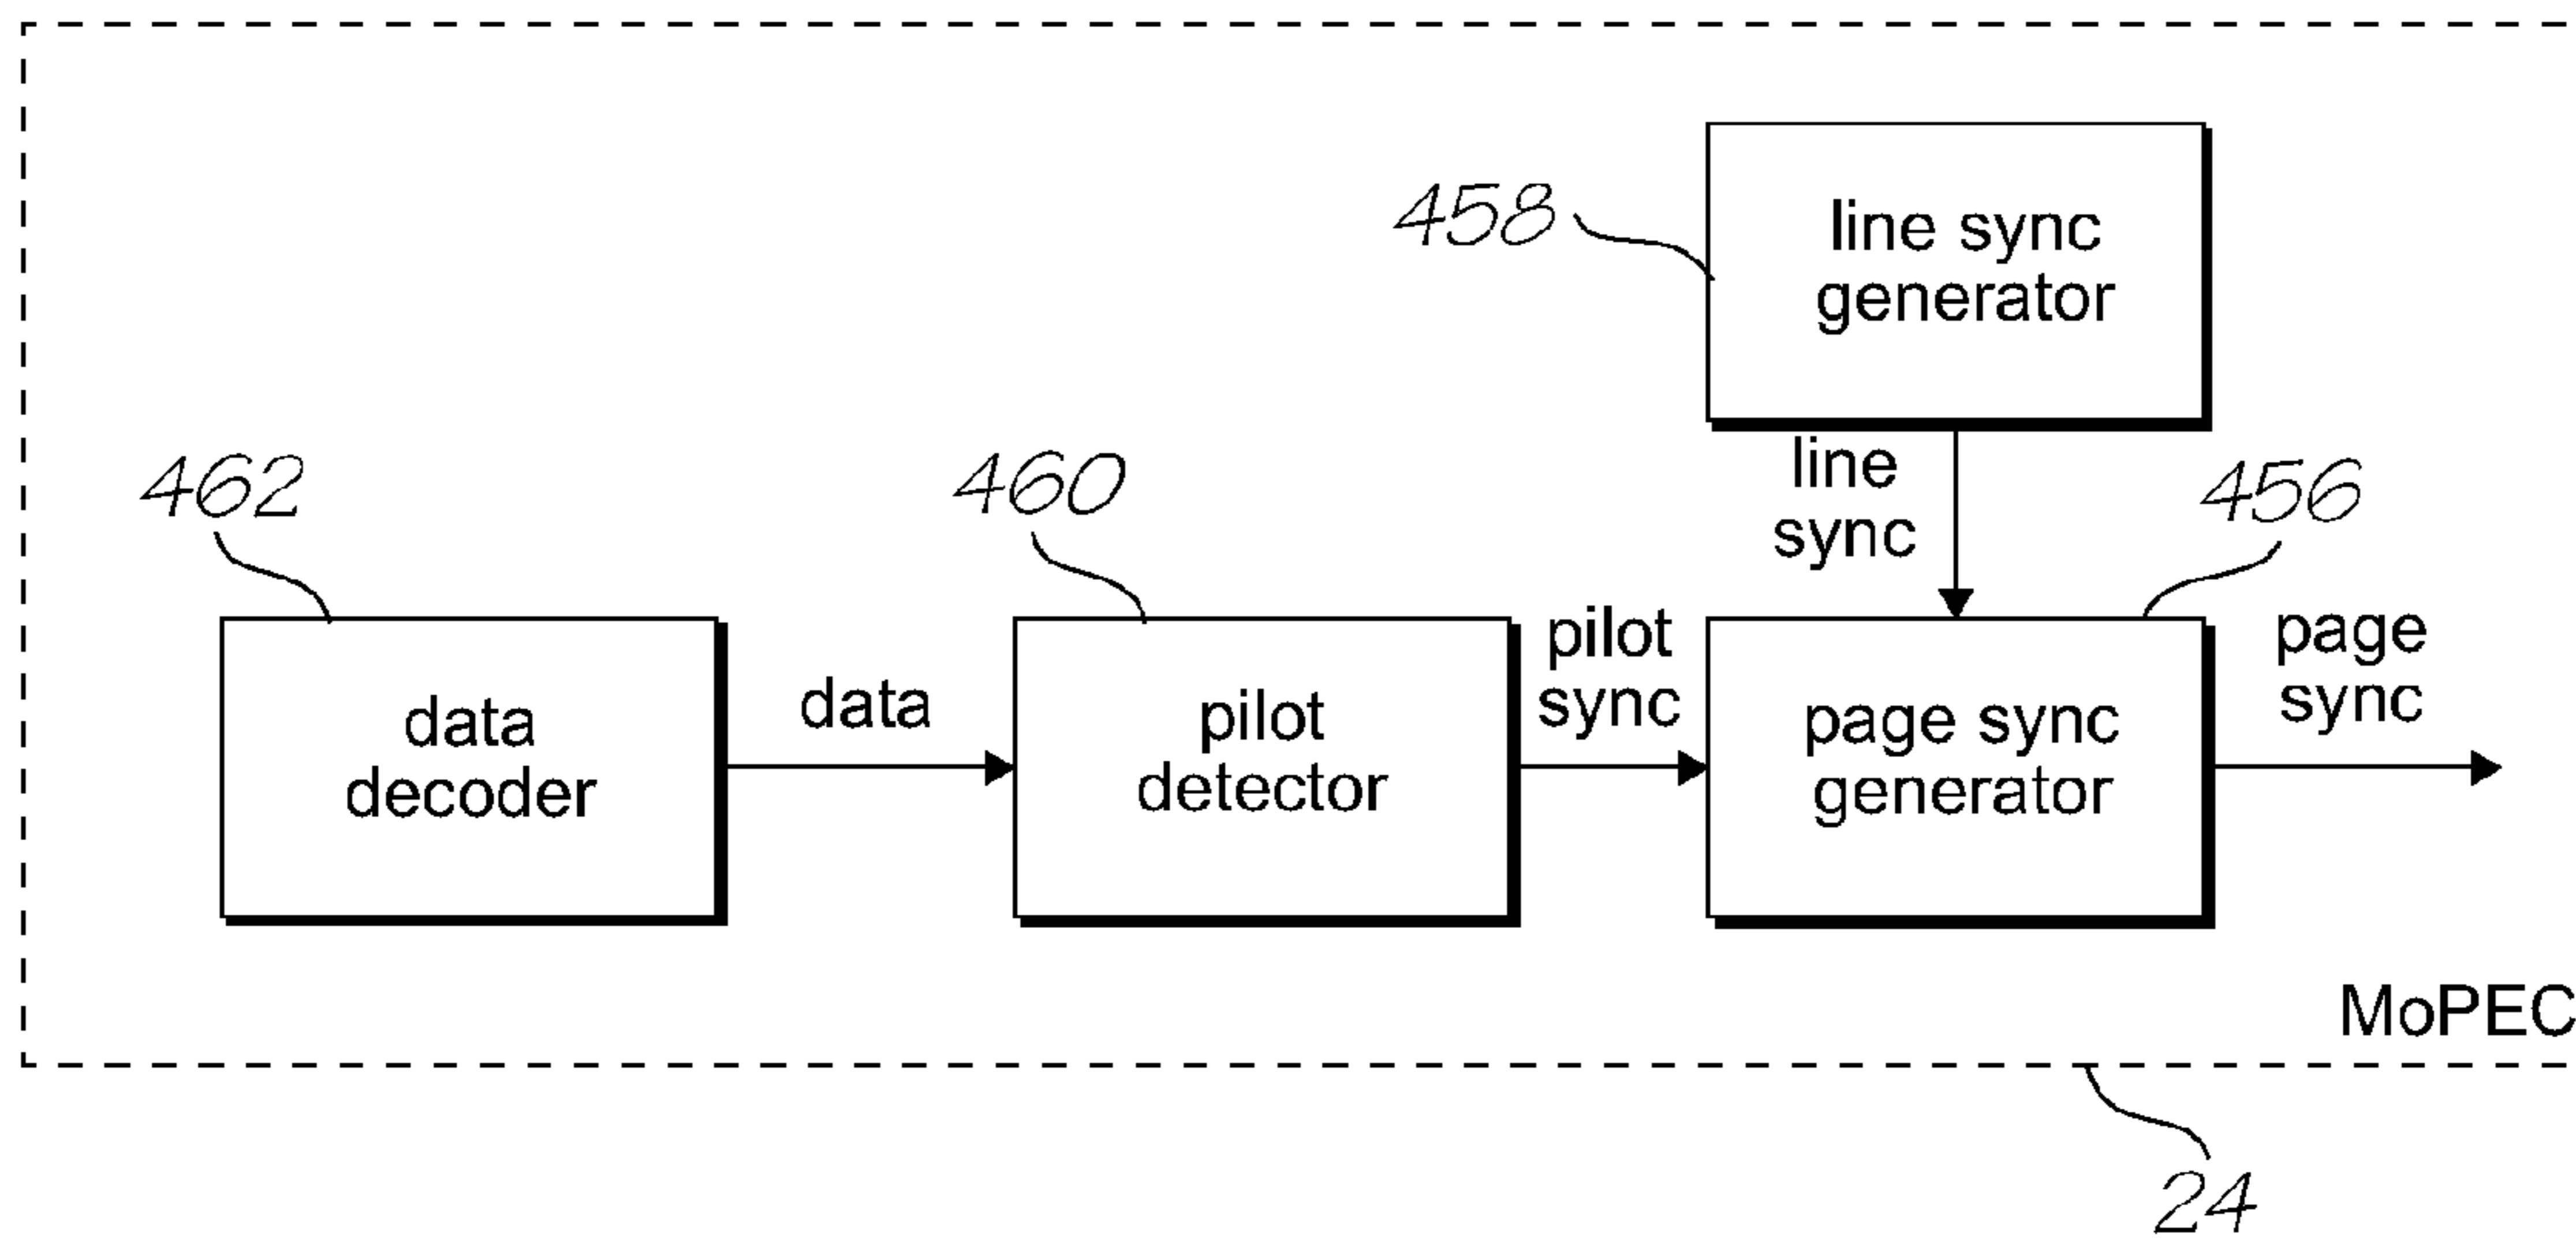 458
line sync
generator
line
sync
462
460
456
data
decoder
data
pilot
detector
pilot
sync
page sync
generator
page
sync
MoPEC
24